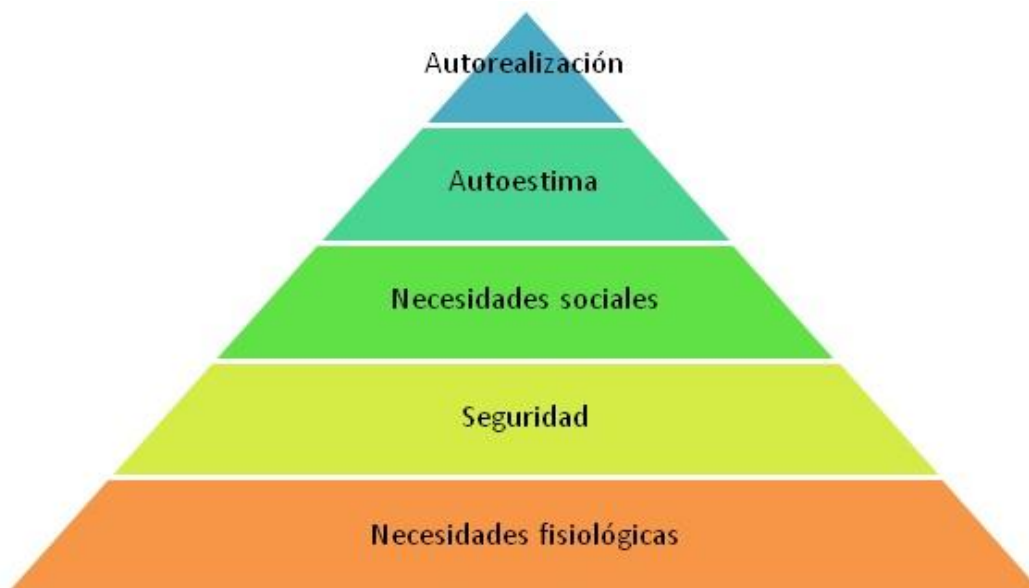 Autorealización
Autoestima
Necesidades sociales
Seguridad
Necesidades fisiológicas